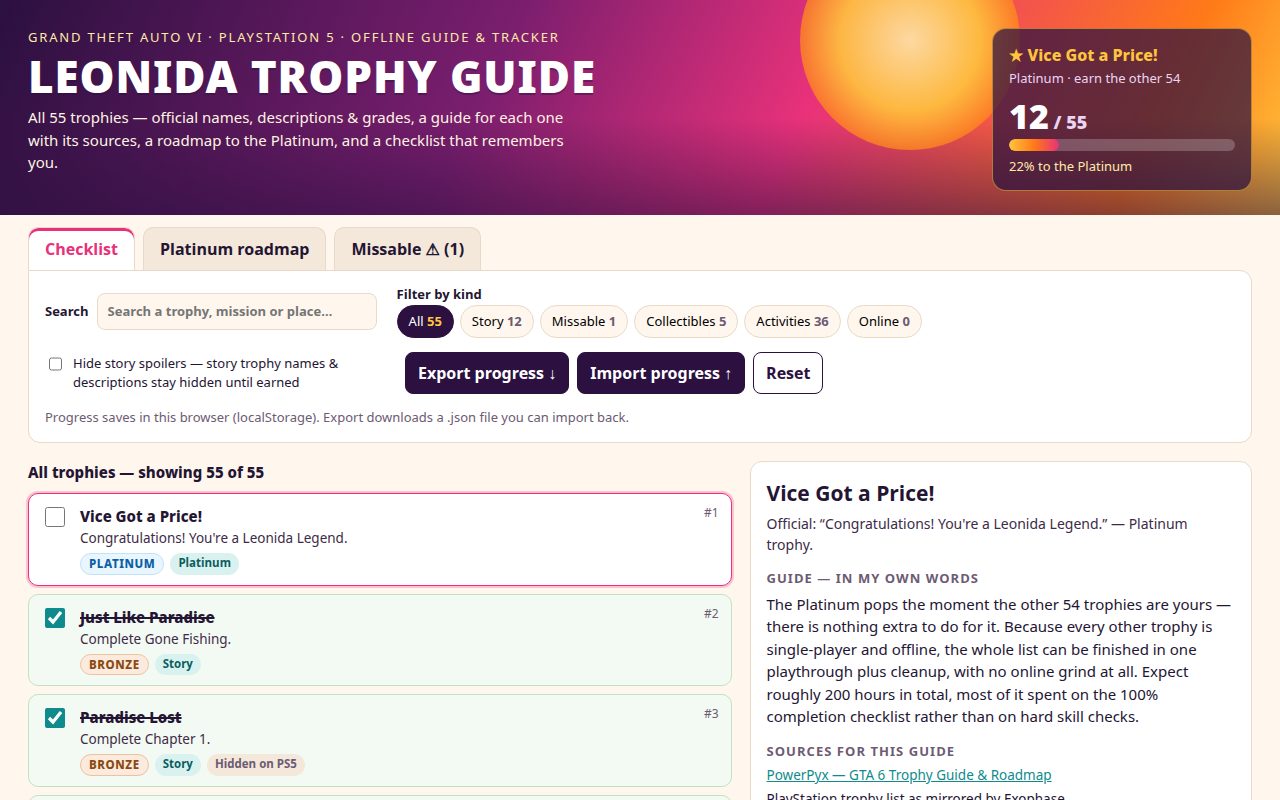 GRAND THEFT AUTO VI · PLAYSTATION 5 · OFFLINE GUIDE & TRACKER
LEONIDA TROPHY GUIDE
All 55 trophies — official names, descriptions & grades, a guide for each one
with its sources, a roadmap to the Platinum, and a checklist that remembers
you.
★ Vice Got a Price!
Platinum · earn the other 54
12 / 55
22% to the Platinum
Checklist
Platinum roadmap
Missable ⚠ (1)
Search
Search a trophy, mission or place...
Filter by kind
All 55
Story 12
Missable 1
Collectibles 5
Activities 36
Online 0
Hide story spoilers — story trophy names &
descriptions stay hidden until earned
Export progress ↓
Import progress ↑
Reset
Progress saves in this browser (localStorage). Export downloads a .json file you can import back.
All trophies — showing 55 of 55
Vice Got a Price!
#1
Congratulations! You're a Leonida Legend.
PLATINUM
Platinum
Just Like Paradise
#2
Complete Gone Fishing.
BRONZE
Story
Paradise Lost
#3
Complete Chapter 1.
BRONZE
Story
Hidden on PS5
Vice Got a Price!
Official: “Congratulations! You're a Leonida Legend.” — Platinum
trophy.
GUIDE — IN MY OWN WORDS
The Platinum pops the moment the other 54 trophies are yours —
there is nothing extra to do for it. Because every other trophy is
single-player and offline, the whole list can be finished in one
playthrough plus cleanup, with no online grind at all. Expect
roughly 200 hours in total, most of it spent on the 100%
completion checklist rather than on hard skill checks.
SOURCES FOR THIS GUIDE
PowerPyx — GTA 6 Trophy Guide & Roadmap
PlayStation trophy list as mirrored by Exophase